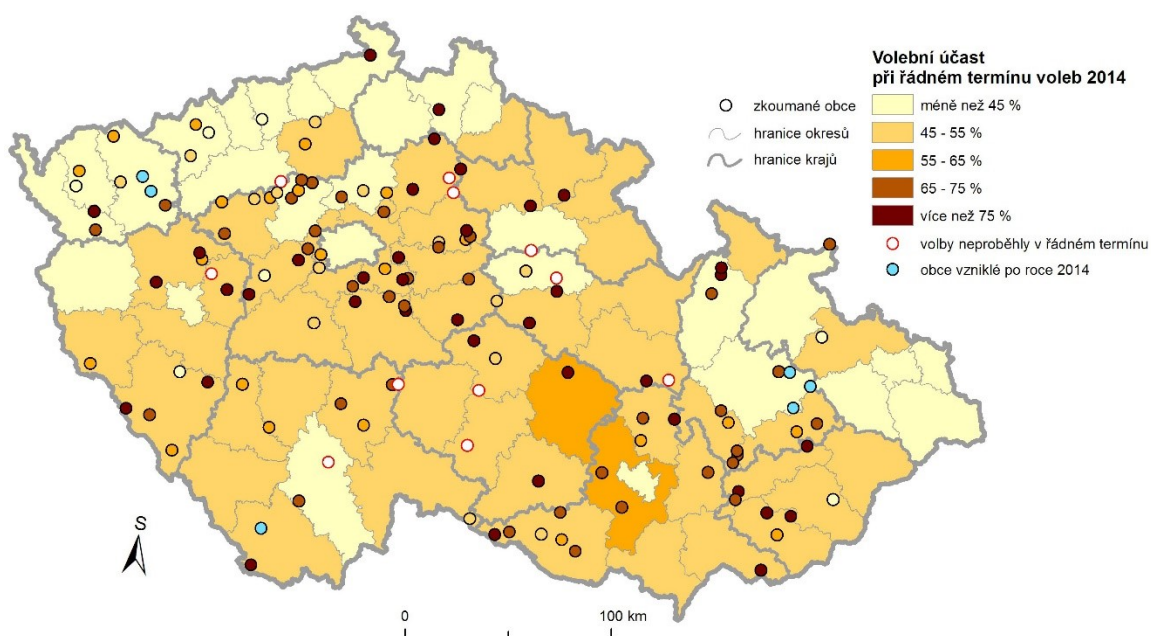 Volební účast
při řádném termínu voleb 2014
zkoumané obce
hranice okresů
hranice krajů
méně než 45 %
45 - 55 %
55 - 65 %
65 - 75 %
více než 75 %
volby neproběhly v řádném termínu
obce vzniklé po roce 2014
S
0 100 km